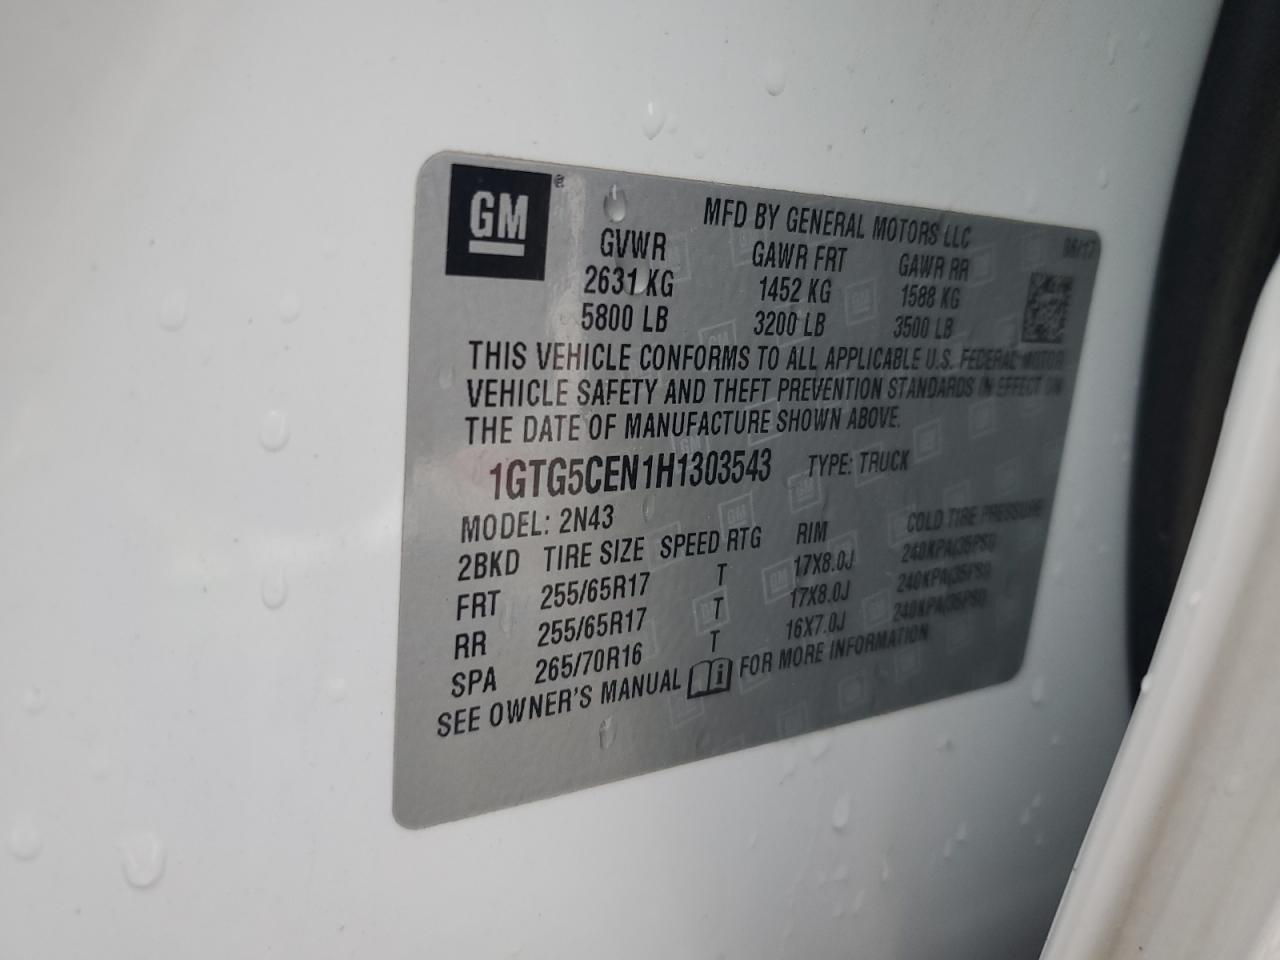 GM ®
MFD BY GENERAL MOTORS LLC 06/17
GVWR GAWR FRT GAWR RR
2631 KG 1452 KG 1588 KG
5800 LB 3200 LB 3500 LB
THIS VEHICLE CONFORMS TO ALL APPLICABLE U.S. FEDERAL MOTOR
VEHICLE SAFETY AND THEFT PREVENTION STANDARDS IN EFFECT ON
THE DATE OF MANUFACTURE SHOWN ABOVE.
1GTG5CEN1H1303543 TYPE: TRUCK
MODEL: 2N43
2BKD TIRE SIZE SPEED RTG RIM COLD TIRE PRESSURE
FRT 255/65R17 T 17X8.0J 240KPA(35PSI)
RR 255/65R17 T 17X8.0J 240KPA(35PSI)
SPA 265/70R16 T 16X7.0J 240KPA(35PSI)
SEE OWNER'S MANUAL FOR MORE INFORMATION